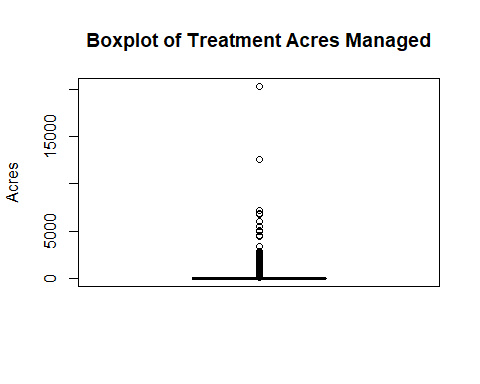 Boxplot of Treatment Acres Managed
Acres
15000
5000
0